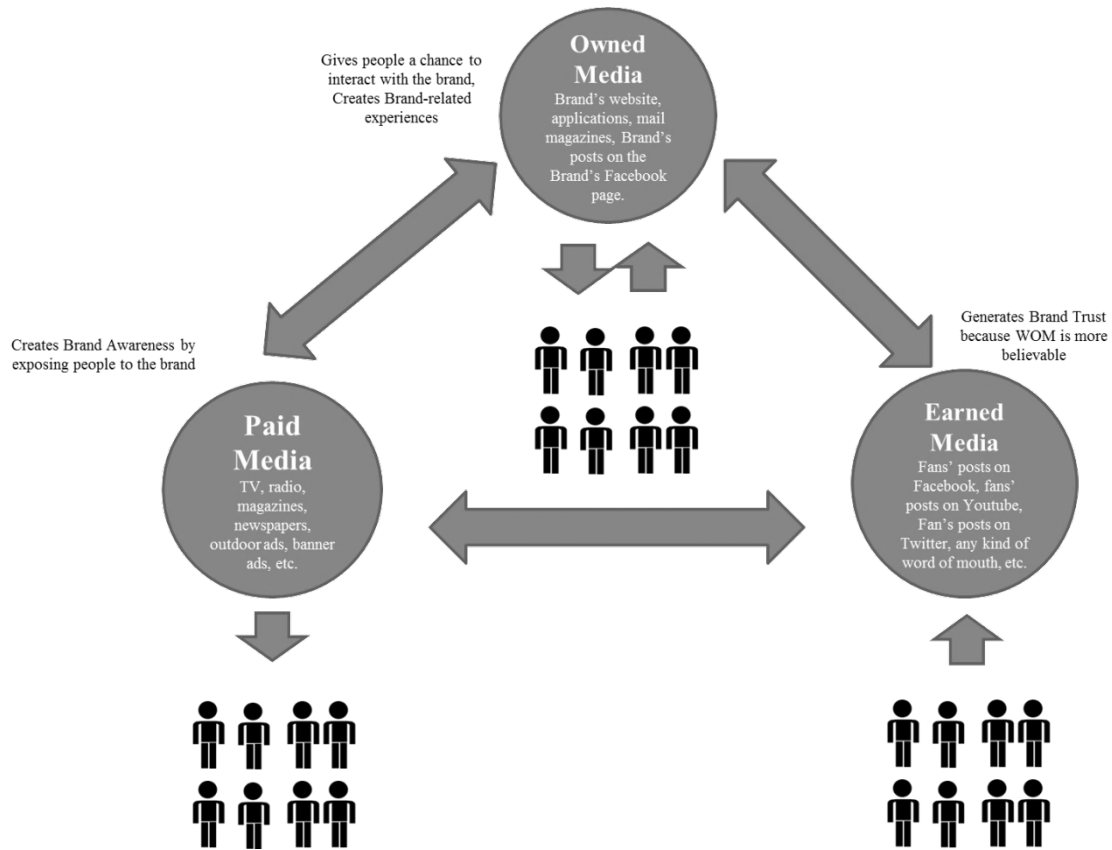 Gives people a chance to
interact with the brand,
Creates Brand-related
experiences
Owned
Media
Brand's website,
applications, mail
magazines, Brand's
posts on the
Brand's Facebook
page.
Creates Brand Awareness by
exposing people to the brand
Generates Brand Trust
because WOM is more
believable
Paid
Media
TV, radio,
magazines,
newspapers,
outdoor ads, banner
ads, etc.
Earned
Media
Fans' posts on
Facebook, fans'
posts on Youtube,
Fan's posts on
Twitter, any kind of
word of mouth, etc.